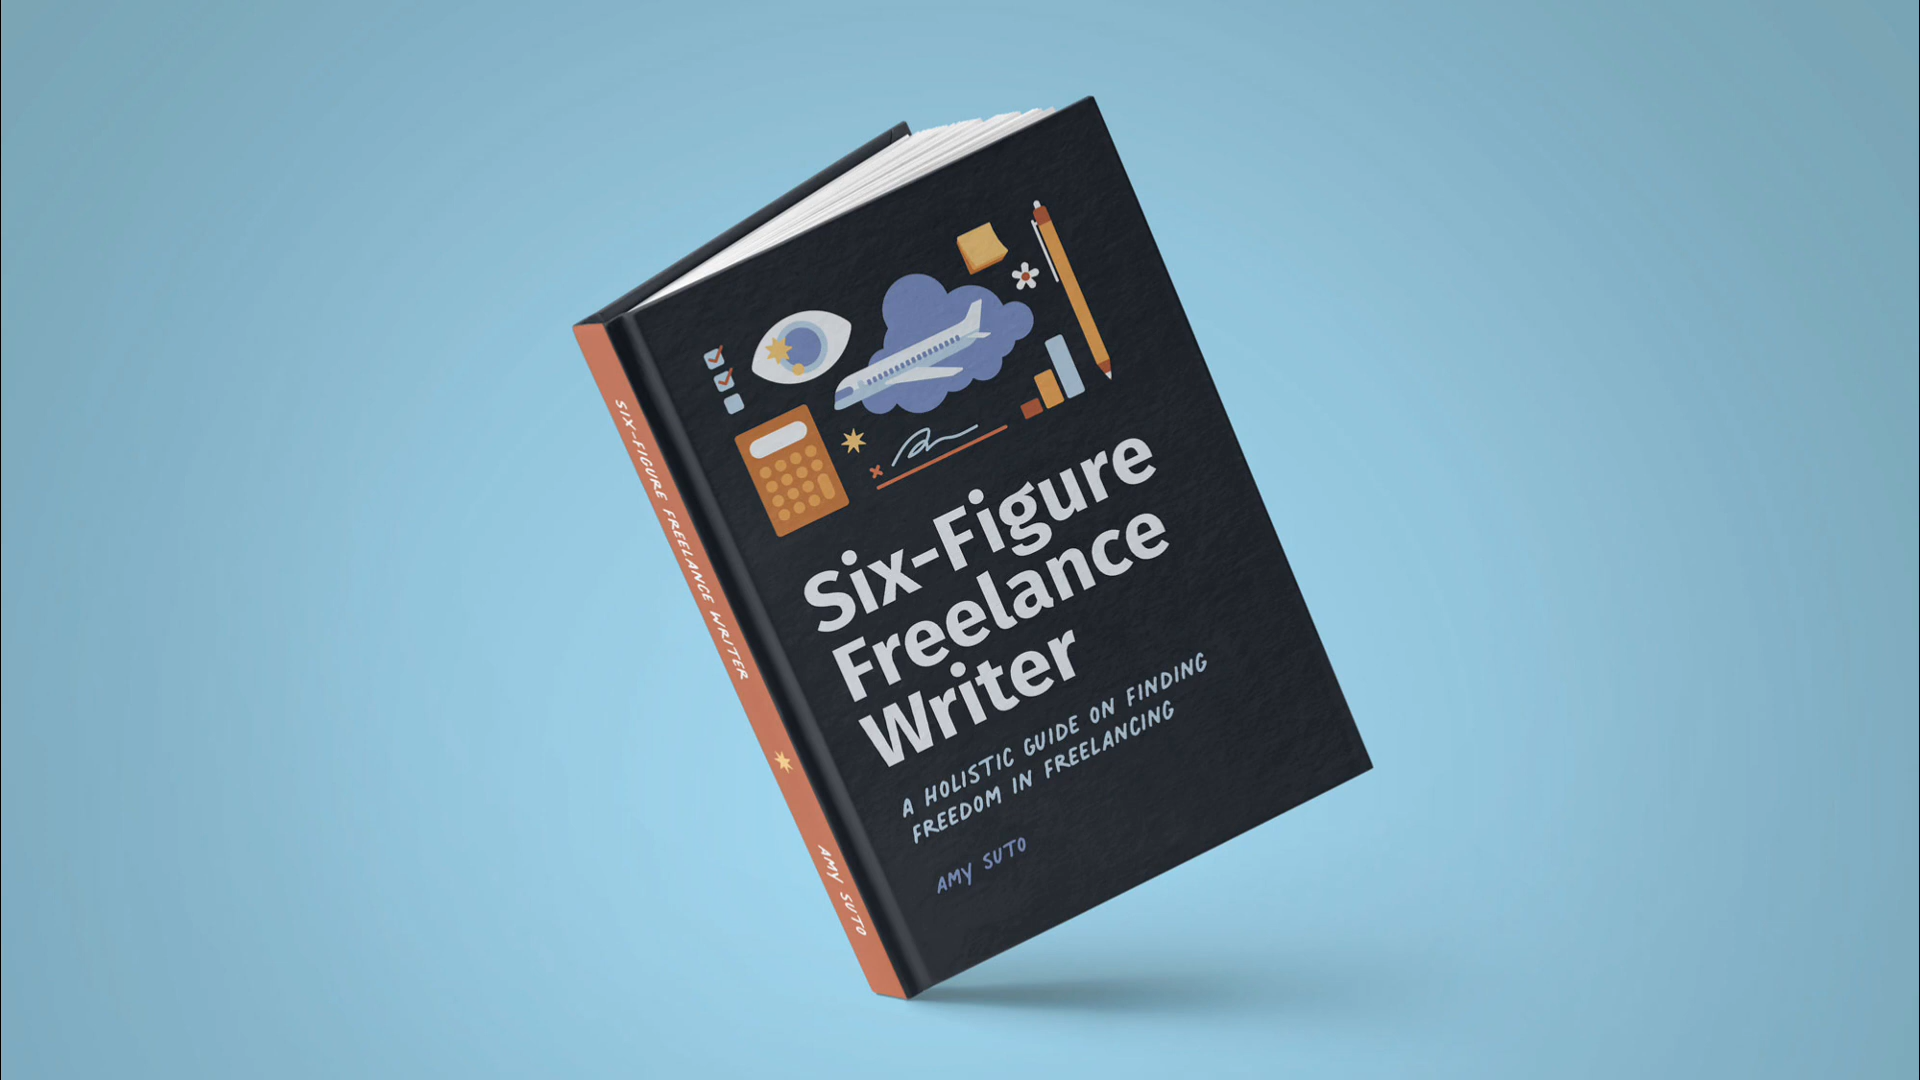 Six-Figure
Freelance
Writer
A HOLISTIC GUIDE ON FINDING
FREEDOM IN FREELANCING
AMY SUTO
SIX-FIGURE FREELANCE WRITER
AMY SUTO